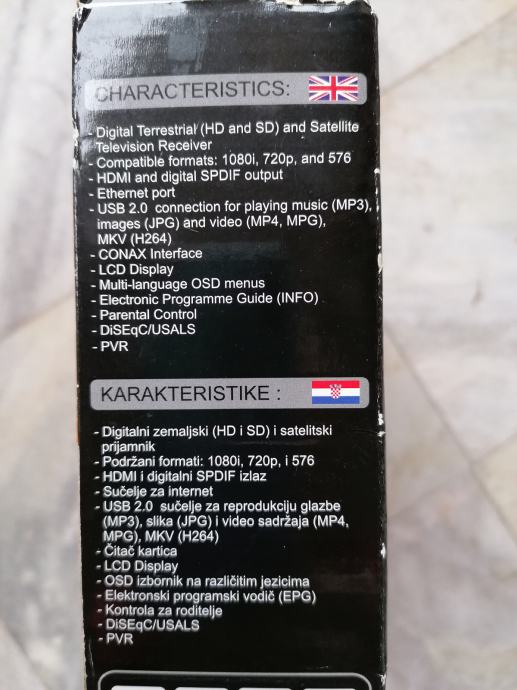 CHARACTERISTICS:
- Digital Terrestrial (HD and SD) and Satellite
Television Receiver
- Compatible formats: 1080i, 720p, and 576
- HDMI and digital SPDIF output
- Ethernet port
- USB 2.0 connection for playing music (MP3),
images (JPG) and video (MP4, MPG),
MKV (H264)
- CONAX Interface
- LCD Display
- Multi-language OSD menus
- Electronic Programme Guide (INFO)
- Parental Control
- DiSEqC/USALS
- PVR
KARAKTERISTIKE :
- Digitalni zemaljski (HD i SD) i satelitski
prijamnik
- Podržani formati: 1080i, 720p, i 576
- HDMI i digitalni SPDIF izlaz
- Sučelje za internet
- USB 2.0 sučelje za reprodukciju glazbe
(MP3), slika (JPG) i video sadržaja (MP4,
MPG), MKV (H264)
- Čitač kartica
- LCD Display
- OSD izbornik na različitim jezicima
- Elektronski programski vodič (EPG)
- Kontrola za roditelje
- DiSEqC/USALS
- PVR